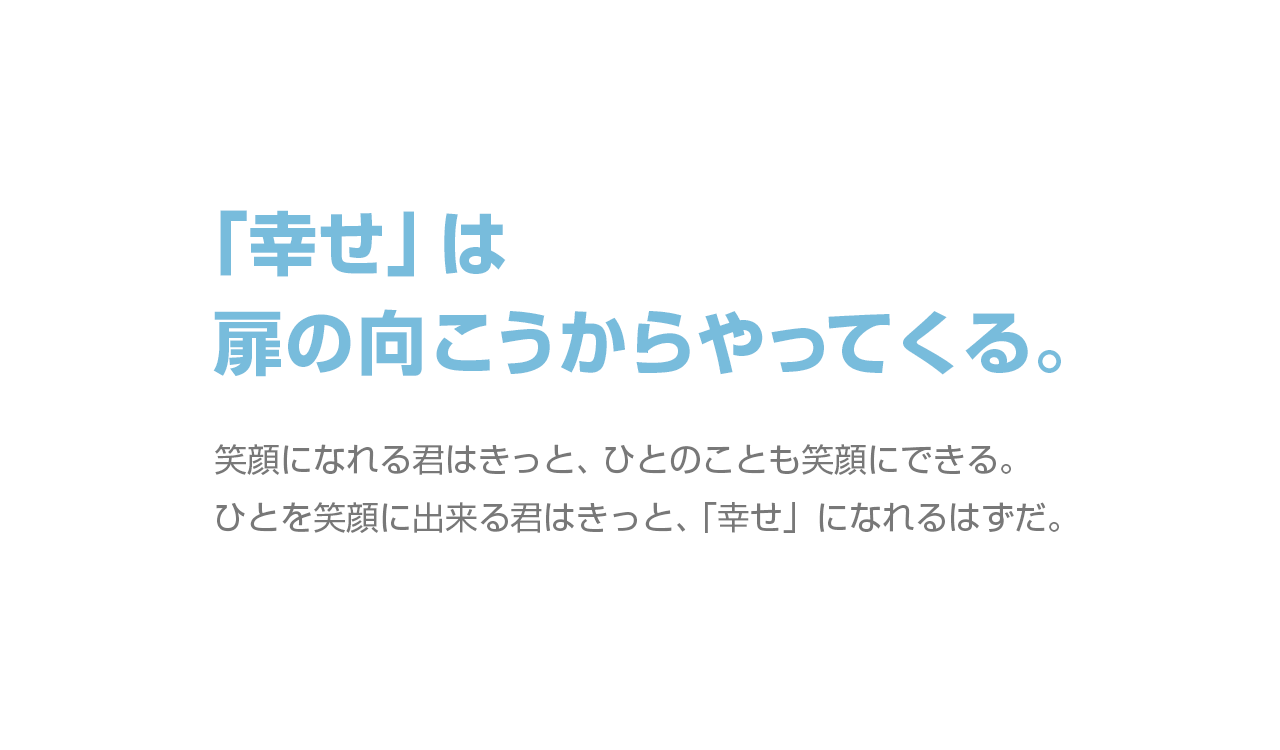 「幸せ」は
扉の向こうからやってくる。
笑顔になれる君はきっと、ひとのことも笑顔にできる。
ひとを笑顔に出来る君はきっと、「幸せ」になれるはずだ。